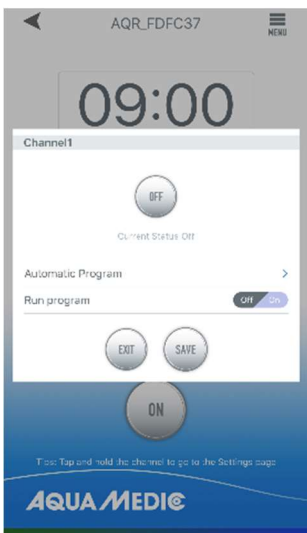 AQR_FDFC37
MENU
09:00
Channel1
OFF
Current Status Off
Automatic Program
Run program
Off
On
EXIT
SAVE
ON
Tips: Tap and hold the channel to go to the Settings page
AQUA MEDIC